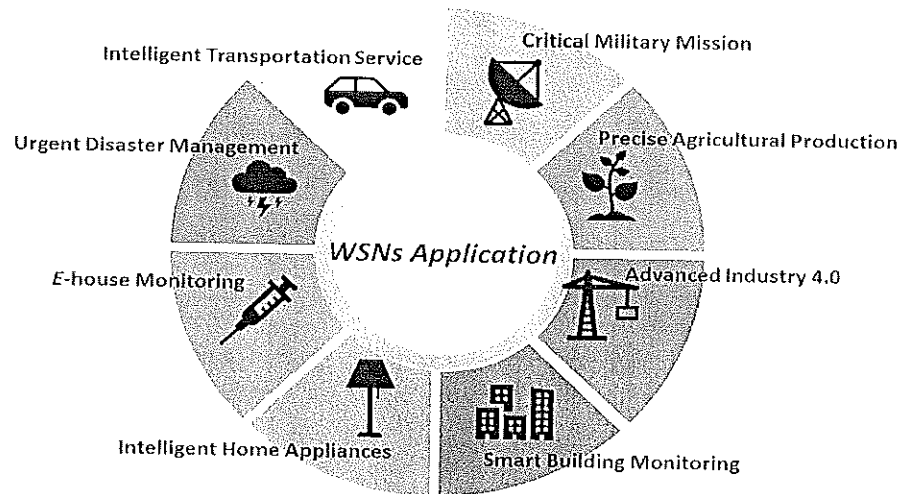 Intelligent Transportation Service
Critical Military Mission
Urgent Disaster Management
Precise Agricultural Production
WSNs Application
E-house Monitoring
Advanced Industry 4.0
Intelligent Home Appliances
Smart Building Monitoring